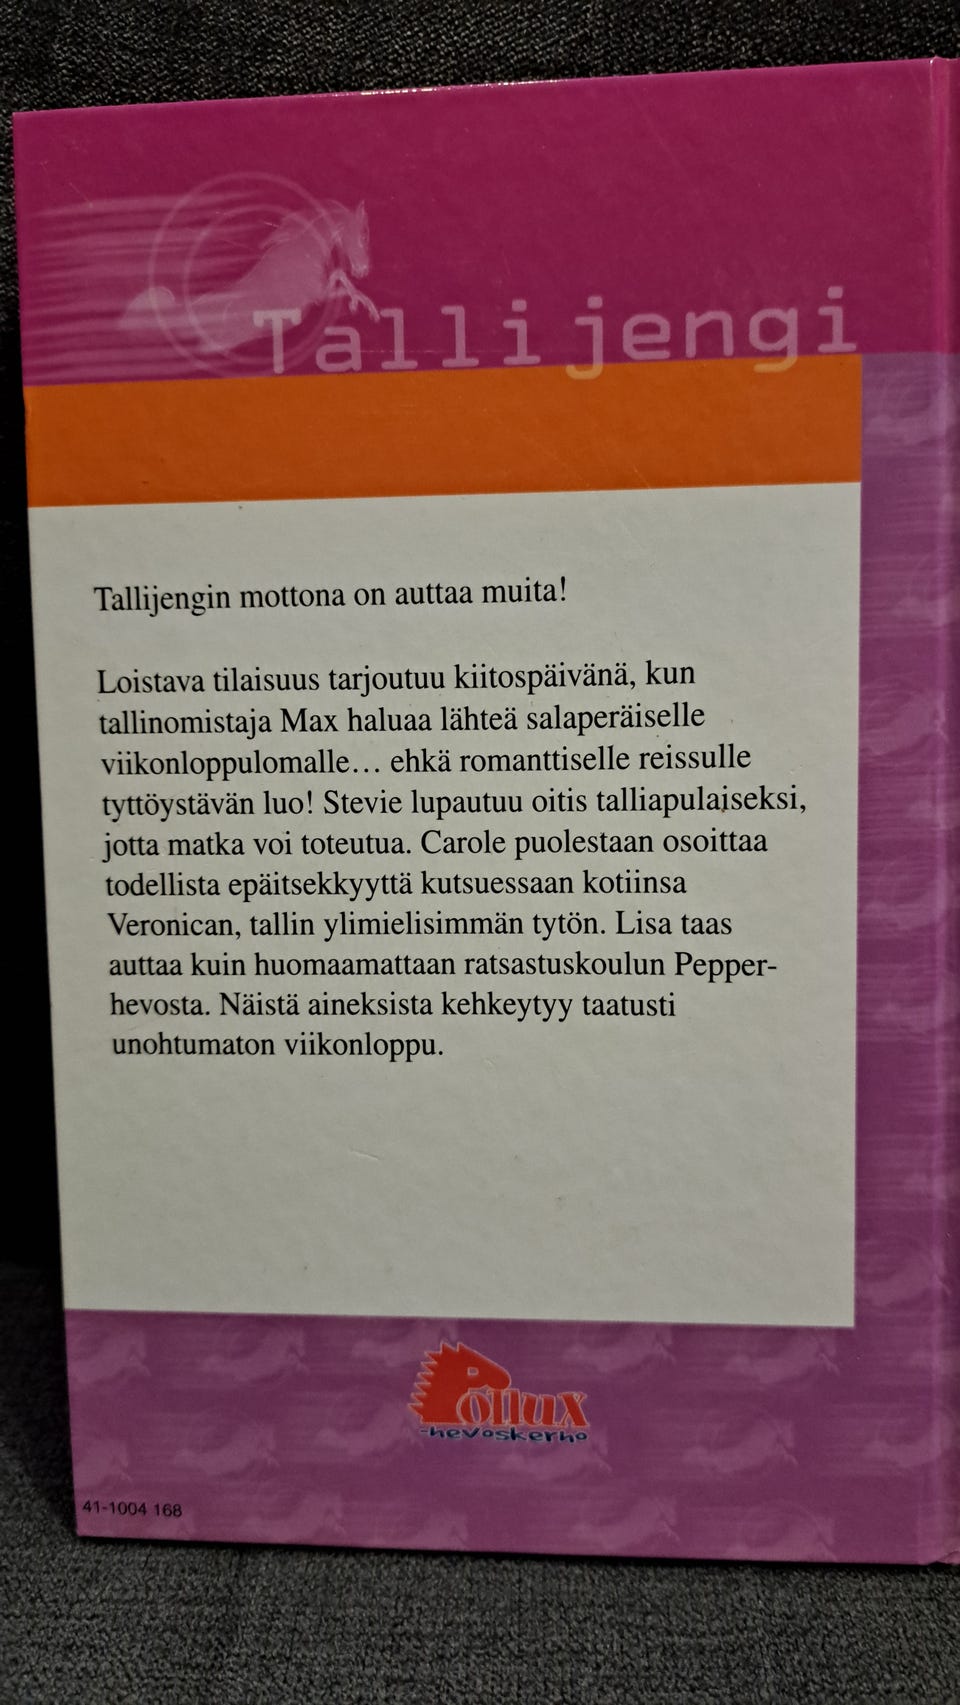 Tallijengi
Tallijengin mottona on auttaa muita!
Loistava tilaisuus tarjoutuu kiitospäivänä, kun
tallinomistaja Max haluaa lähteä salaperäiselle
viikonloppulomalle... ehkä romanttiselle reissulle
tyttöystävän luo! Stevie lupautuu oitis talliapulaiseksi,
jotta matka voi toteutua. Carole puolestaan osoittaa
todellista epäitsekkyyttä kutsuessaan kotiinsa
Veronican, tallin ylimielisimmän tytön. Lisa taas
auttaa kuin huomaamattaan ratsastuskoulun Pepper-
hevosta. Näistä aineksista kehkeytyy taatusti
unohtumaton viikonloppu.
Pollux
-hevoskerho
41-1004 168